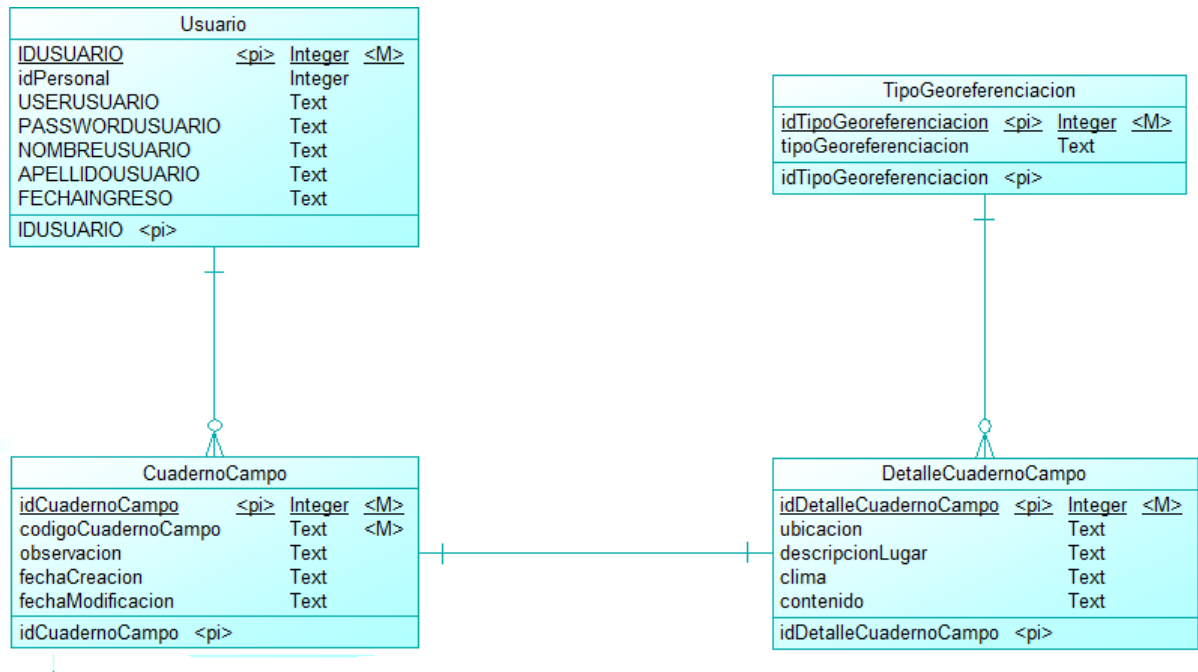 Usuario
IDUSUARIO <pi> Integer <M>
idPersonal Integer
USERUSUARIO Text
PASSWORDUSUARIO Text
NOMBREUSUARIO Text
APELLIDOUSUARIO Text
FECHAINGRESO Text
IDUSUARIO <pi>
TipoGeoreferenciacion
idTipoGeoreferenciacion <pi> Integer <M>
tipoGeoreferenciacion Text
idTipoGeoreferenciacion <pi>
CuadernoCampo
idCuadernoCampo <pi> Integer <M>
codigoCuadernoCampo Text <M>
observacion Text
fechaCreacion Text
fechaModificacion Text
idCuadernoCampo <pi>
DetalleCuadernoCampo
idDetalleCuadernoCampo <pi> Integer <M>
ubicacion Text
descripcionLugar Text
clima Text
contenido Text
idDetalleCuadernoCampo <pi>